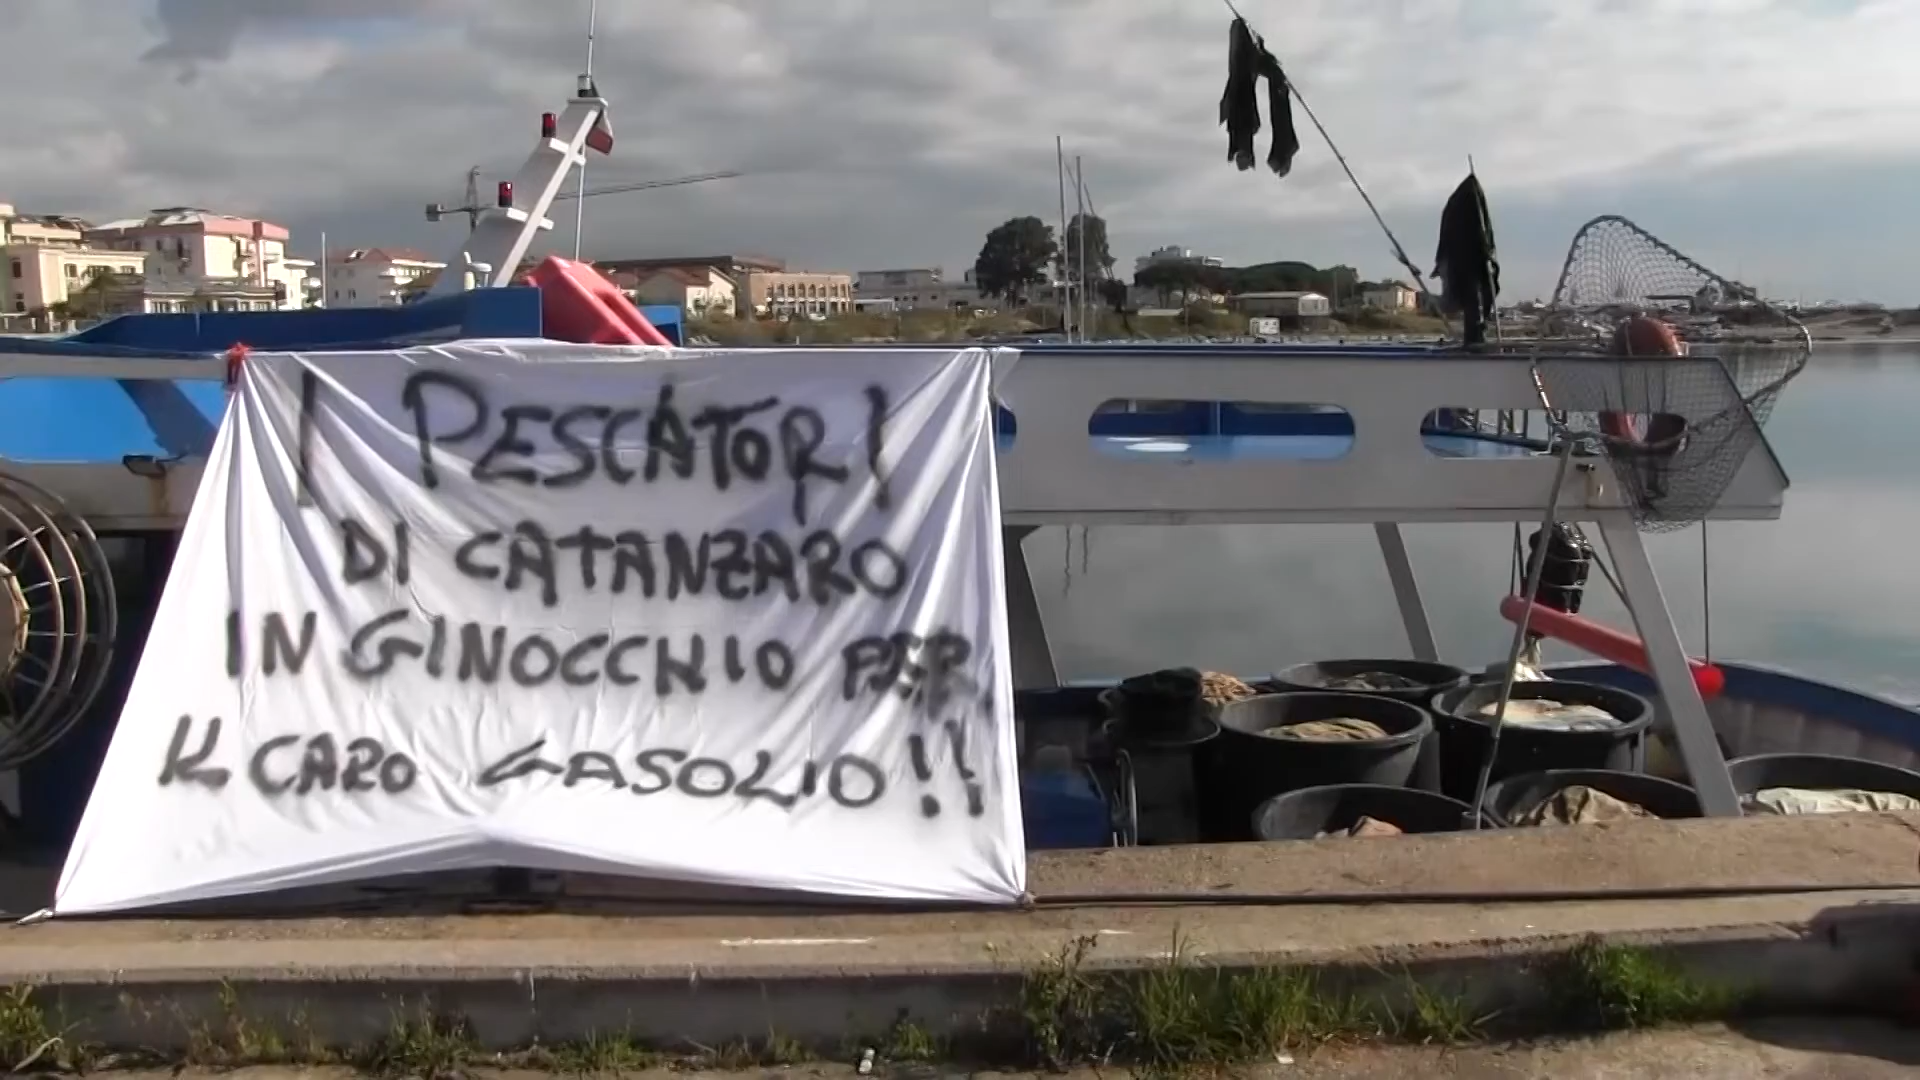 I PESCATORI
DI CATANZARO
IN GINOCCHIO PER
IL CARO GASOLIO!!